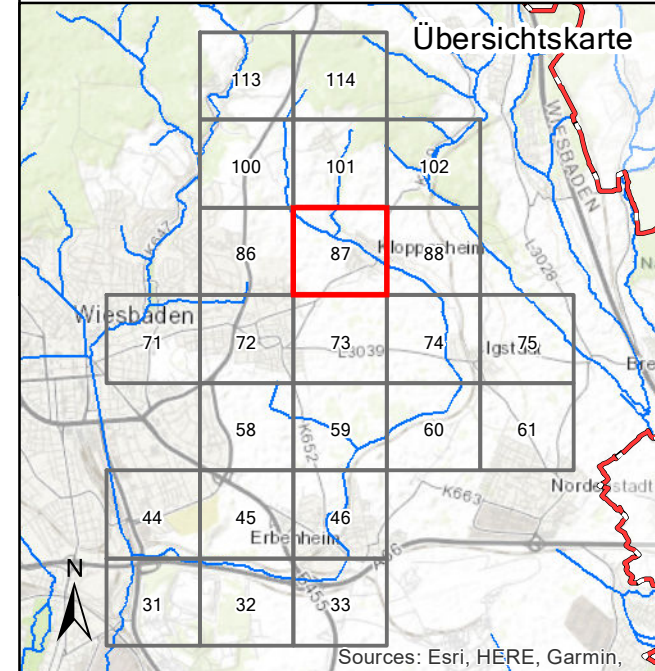 Übersichtskarte
113 114
WIESBADEN
100 101 102
K647
86 87 Kloppenheim 88
L3028
Wiesbaden
71 72 73 74 Igstadt 75
L3039
Bre
58 59 60 61
K652
Nordenstadt
K663
44 45 46
Erbenheim
A66
N
31 32 33
B455
Sources: Esri, HERE, Garmin,